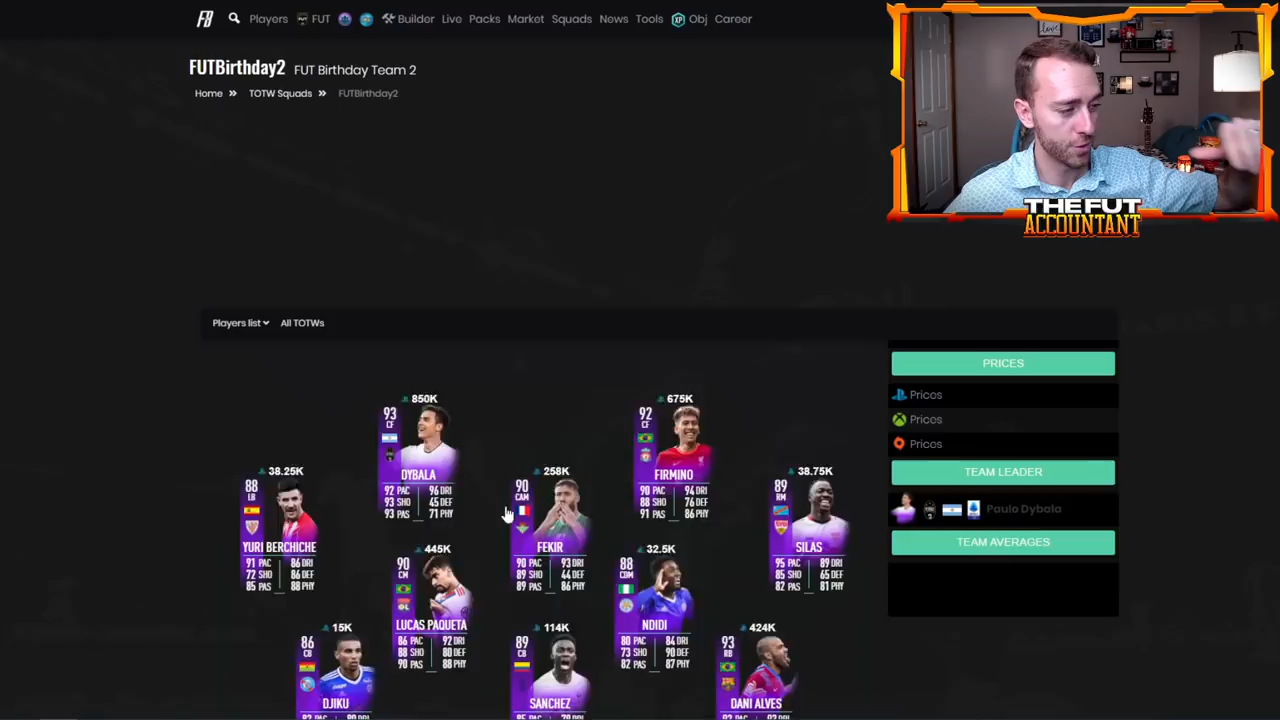 FB Players FUT Builder Live Packs Market Squads News Tools XP Obj Career
FUTBirthday2 FUT Birthday Team 2
Home » TOTW Squads » FUTBirthday2
THE FUT
ACCOUNTANT
Players list All TOTWs
PRICES
Prices
Prices
Prices
TEAM LEADER
Paulo Dybala
TEAM AVERAGES
850K
93
CF
DYBALA
92 PAC 96 DRI
93 SHO 45 DEF
93 PAS 71 PHY
675K
92
CF
FIRMINO
90 PAC 94 DRI
88 SHO 76 DEF
91 PAS 86 PHY
38.25K
88
LB
YURI BERCHICHE
91 PAC 86 DRI
72 SHO 86 DEF
85 PAS 88 PHY
258K
90
CAM
FEKIR
90 PAC 93 DRI
89 SHO 44 DEF
89 PAS 86 PHY
38.75K
89
RM
SILAS
95 PAC 89 DRI
85 SHO 65 DEF
82 PAS 81 PHY
445K
90
CM
LUCAS PAQUETA
86 PAC 92 DRI
88 SHO 80 DEF
90 PAS 88 PHY
32.5K
88
CDM
NDIDI
80 PAC 84 DRI
73 SHO 90 DEF
82 PAS 87 PHY
15K
86
CB
DJIKU
114K
89
CB
SANCHEZ
424K
93
RB
DANI ALVES